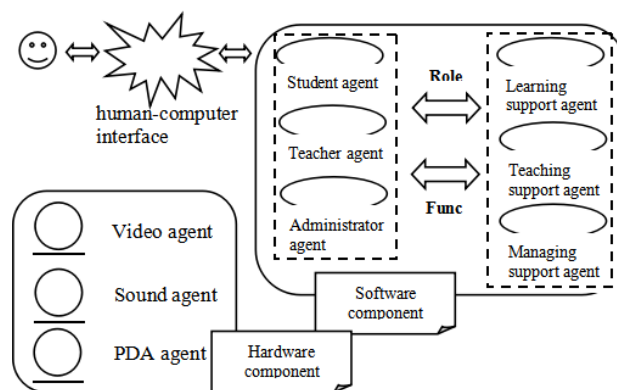 human-computer
interface
Student agent
Teacher agent
Administrator
agent
Role
Func
Learning
support agent
Teaching
support agent
Managing
support agent
Software
component
Video agent
Sound agent
PDA agent
Hardware
component